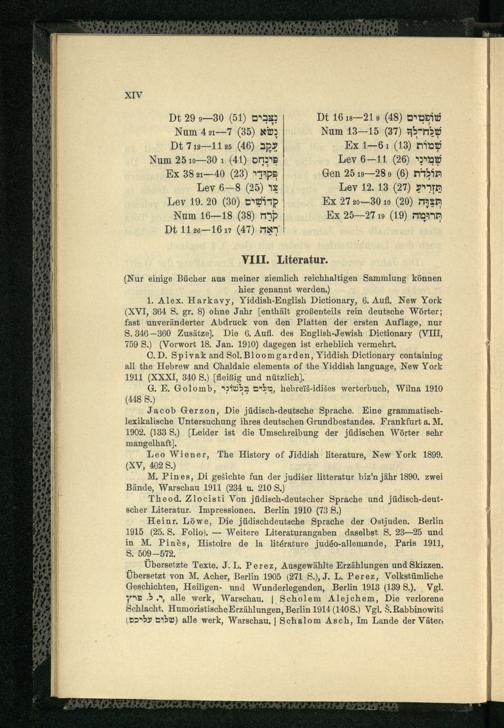 XIV
Dt 29 9—30 (51) נִצָּבִים
Num 4 21—7 (35) נָשֹׂא
Dt 7 12—11 25 (46) עֵקֶב
Num 25 10—30 1 (41) פִּינְחָס
Ex 38 21—40 (23) פְּקוּדֵי
Lev 6—8 (25) צַו
Lev 19. 20 (30) קְדוֹשִׁים
Num 16—18 (38) קֹרַח
Dt 11 26—16 17 (47) רְאֵה
Dt 16 18—21 9 (48) שׁוֹפְטִים
Num 13—15 (37) שְׁלַח־לְךָ
Ex 1—6 1 (13) שְׁמוֹת
Lev 6—11 (26) שְׁמִינִי
Gen 25 19—28 9 (6) תּוֹלְדֹת
Lev 12. 13 (27) תַּזְרִיעַ
Ex 27 20—30 10 (20) תְּצַוֶּה
Ex 25—27 19 (19) תְּרוּמָה
VIII. Literatur.
(Nur einige Bücher aus meiner ziemlich reichhaltigen Sammlung können
hier genannt werden.)
1. Alex. Harkavy, Yiddish-English Dictionary, 6. Aufl. New York
(XVI, 364 S. gr. 8) ohne Jahr [enthält großenteils rein deutsche Wörter;
fast unveränderter Abdruck von den Platten der ersten Auflage, nur
S. 346—360 Zusätze]. Die 6. Aufl. des English-Jewish Dictionary (VIII,
759 S.) (Vorwort 18. Jan. 1910) dagegen ist erheblich vermehrt.
C. D. Spivak and Sol. Bloomgarden, Yiddish Dictionary containing
all the Hebrew and Chaldaic elements of the Yiddish language, New York
1911 (XXXI, 340 S.) [fleißig und nützlich].
G. E. Golomb, מִלִּים בִּלְשׁוֹנִי, hebreïš-idišes werterbuch, Wilna 1910
(448 S.)
Jacob Gerzon, Die jüdisch-deutsche Sprache. Eine grammatisch-
lexikalische Untersuchung ihres deutschen Grundbestandes. Frankfurt a. M.
1902. (133 S.) [Leider ist die Umschreibung der jüdischen Wörter sehr
mangelhaft].
Leo Wiener, The History of Jiddish literature, New York 1899.
(XV, 402 S.)
M. Pines, Di gešichte fun der judišer litteratur biz'n jähr 1890. zwei
Bände, Warschau 1911 (234 u. 210 S.)
Theod. Zlocisti Von jüdisch-deutscher Sprache und jüdisch-deut-
scher Literatur. Impressionen. Berlin 1910 (73 S.)
Heinr. Löwe, Die jüdischdeutsche Sprache der Ostjuden. Berlin
1915 (25. S. Folio). — Weitere Literaturangaben daselbst S. 23—25 und
in M. Pinès, Histoire de la litérature judéo-allemande, Paris 1911,
S. 509—572.
Übersetzte Texte. J. L. Perez, Ausgewählte Erzählungen und Skizzen.
Übersetzt von M. Acher, Berlin 1905 (271 S.), J. L. Perez, Volkstümliche
Geschichten, Heiligen- und Wunderlegenden, Berlin 1913 (139 S.). Vgl.
י. ל. פרץ, alle werk, Warschau. | Scholem Alejchem, Die verlorene
Schlacht. Humoristische Erzählungen, Berlin 1914 (140 S.) Vgl. Š. Rabbinowitš
(שלום עליכם) alle werk, Warschau. | Schalom Asch, Im Lande der Väter,